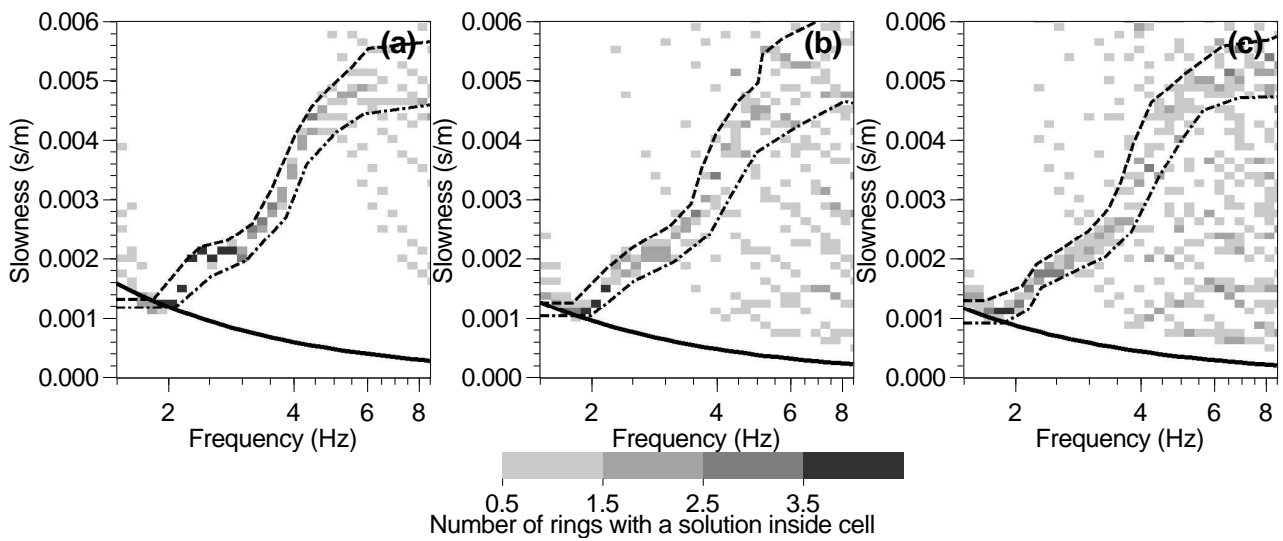 (a) (b) (c)
0.006 0.006 0.006
0.005 0.005 0.005
0.004 0.004 0.004
0.003 0.003 0.003
0.002 0.002 0.002
0.001 0.001 0.001
0.000 0.000 0.000
Slowness (s/m) Slowness (s/m) Slowness (s/m)
2 4 6 8 2 4 6 8 2 4 6 8
Frequency (Hz) Frequency (Hz) Frequency (Hz)
0.5 1.5 2.5 3.5
Number of rings with a solution inside cell